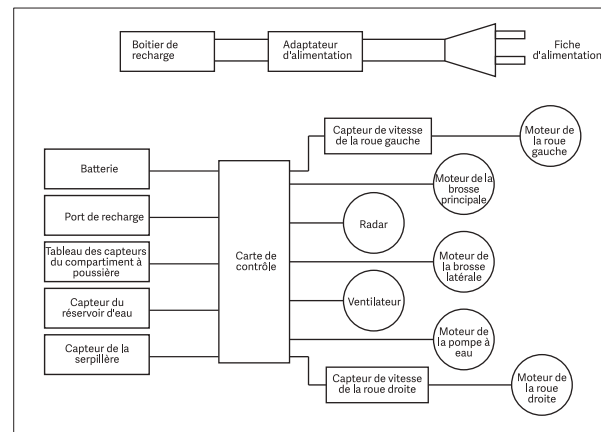 Boitier de
recharge
Adaptateur
d'alimentation
Fiche
d'alimentation
Capteur de vitesse
de la roue gauche
Moteur de
la roue
gauche
Batterie
Moteur de la
brosse
principale
Port de recharge
Radar
Tableau des capteurs
du compartiment à
poussière
Carte de
contrôle
Moteur de
la brosse
latérale
Capteur du
réservoir d'eau
Ventilateur
Capteur de la
serpillère
Moteur de
la pompe à
eau
Capteur de vitesse
de la roue droite
Moteur de
la roue
droite